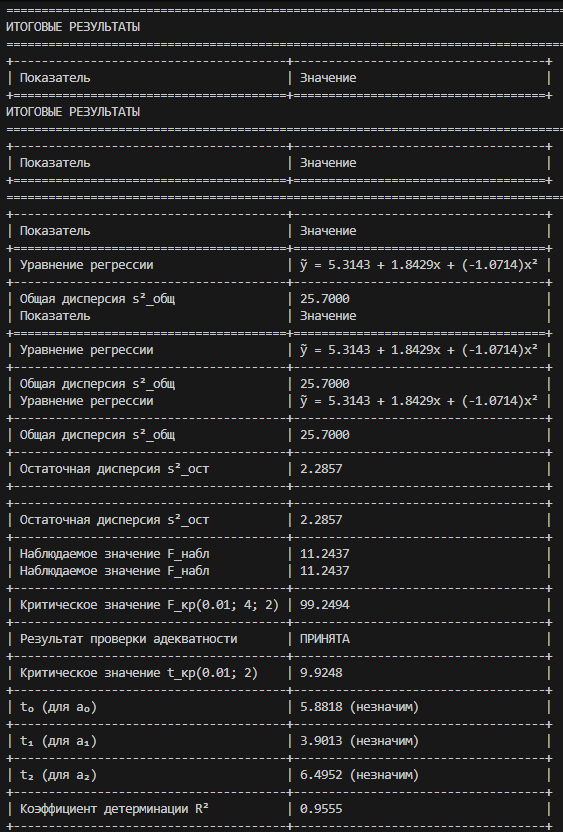 ИТОГОВЫЕ РЕЗУЛЬТАТЫ
Показатель | Значение
ИТОГОВЫЕ РЕЗУЛЬТАТЫ
Показатель | Значение
Показатель | Значение
Уравнение регрессии | ỹ = 5.3143 + 1.8429x + (-1.0714)x²
Общая дисперсия s²_общ | 25.7000
Показатель | Значение
Уравнение регрессии | ỹ = 5.3143 + 1.8429x + (-1.0714)x²
Общая дисперсия s²_общ | 25.7000
Уравнение регрессии | ỹ = 5.3143 + 1.8429x + (-1.0714)x²
Общая дисперсия s²_общ | 25.7000
Остаточная дисперсия s²_ост | 2.2857
Остаточная дисперсия s²_ост | 2.2857
Наблюдаемое значение F_набл | 11.2437
Наблюдаемое значение F_набл | 11.2437
Критическое значение F_кр(0.01; 4; 2) | 99.2494
Результат проверки адекватности | ПРИНЯТА
Критическое значение t_кр(0.01; 2) | 9.9248
t₀ (для a₀) | 5.8818 (незначим)
t₁ (для a₁) | 3.9013 (незначим)
t₂ (для a₂) | 6.4952 (незначим)
Коэффициент детерминации R² | 0.9555